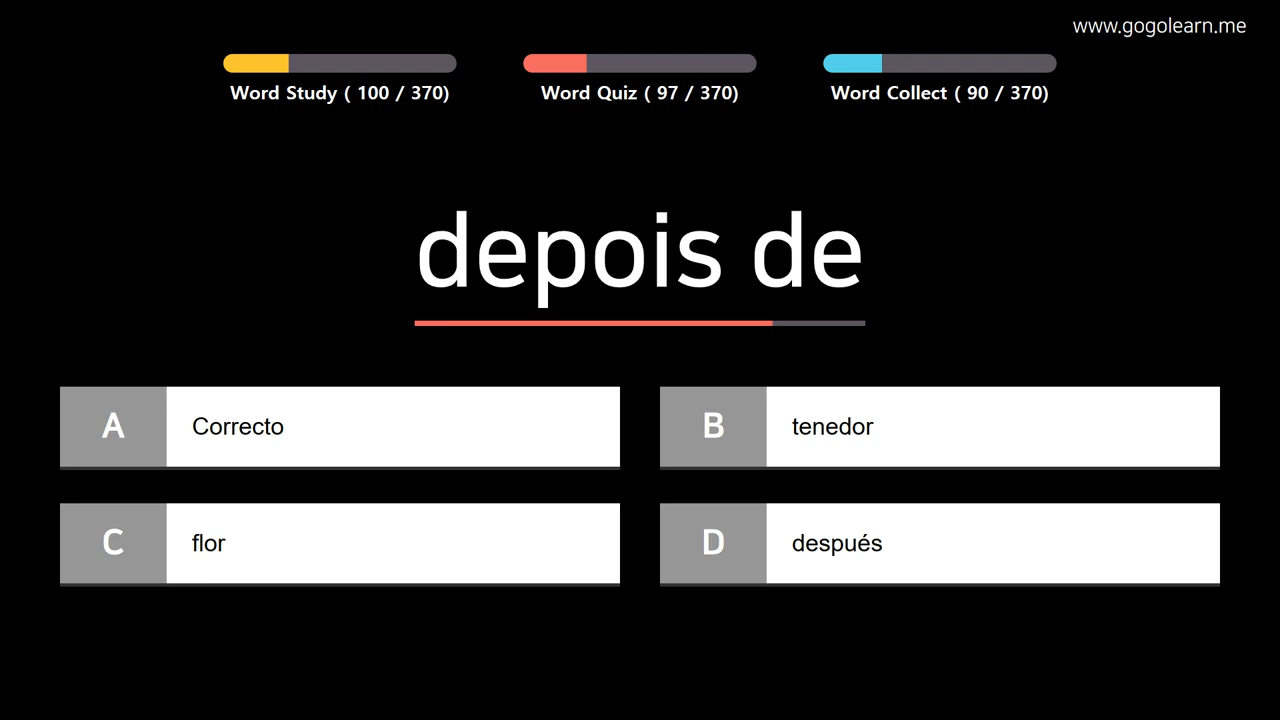 www.gogolearn.me
Word Study ( 100 / 370)
Word Quiz ( 97 / 370)
Word Collect ( 90 / 370)
depois de
A
Correcto
B
tenedor
C
flor
D
después